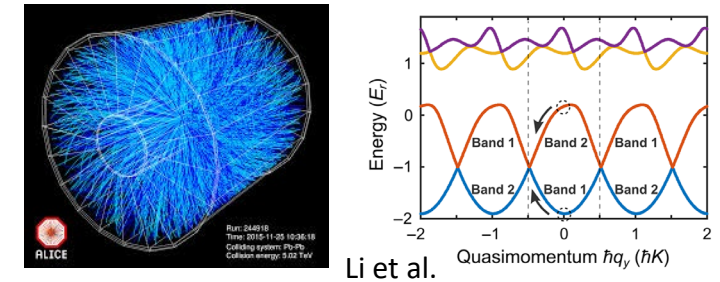 ALICE
Run: 244918
Time: 2015-11-25 10:36:18
Colliding system: Pb-Pb
Collision energy: 5.02 TeV
Li et al.
Energy (Er)
1
0
−1
−2
Band 1
Band 2
Band 1
Band 2
Band 1
Band 2
−2
−1
0
1
2
Quasimomentum ℏqy (ℏK)